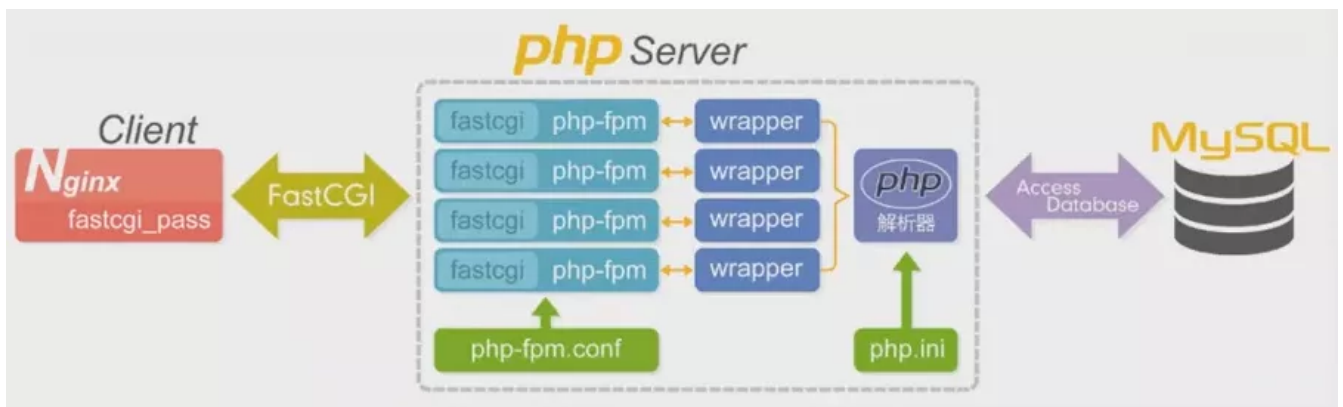 php Server
Client
Nginx
fastcgi_pass
FastCGI
fastcgi php-fpm wrapper
fastcgi php-fpm wrapper
fastcgi php-fpm wrapper
fastcgi php-fpm wrapper
php-fpm.conf
php
解析器
php.ini
Access
Database
MySQL